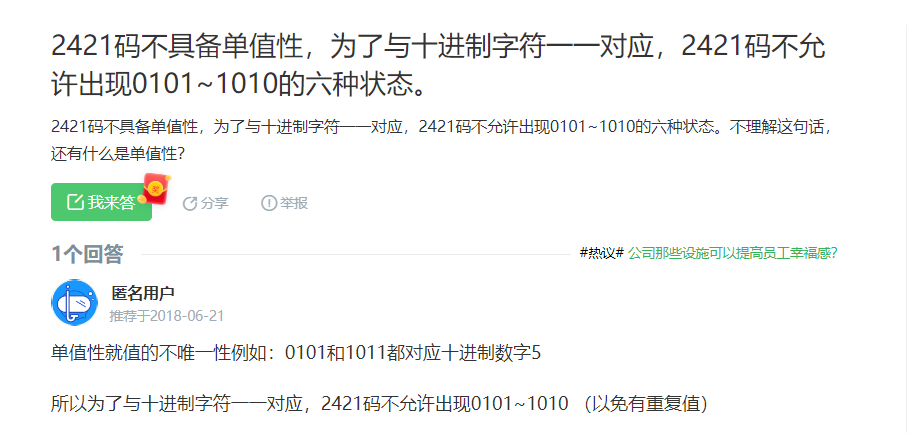 2421码不具备单值性，为了与十进制字符一一对应，2421码不允
许出现0101~1010的六种状态。
2421码不具备单值性，为了与十进制字符一一对应，2421码不允许出现0101~1010的六种状态。不理解这句话，
还有什么是单值性？
我来答 奖 分享 举报
1个回答 #热议# 公司那些设施可以提高员工幸福感？
匿名用户
推荐于2018-06-21
单值性就值的不唯一性例如：0101和1011都对应十进制数字5
所以为了与十进制字符一一对应，2421码不允许出现0101~1010 （以免有重复值）